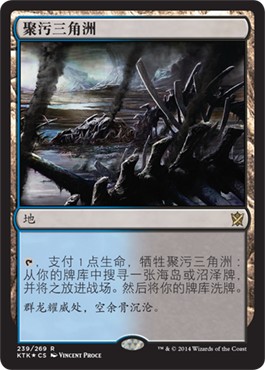 聚污三角洲
地
，支付1点生命，牺牲聚污三角洲：
从你的牌库中搜寻一张海岛或沼泽牌，
并将之放进战场。然后将你的牌库洗牌。
群龙耀威处，空余骨沉沦。
239/269 R
KTK★CS VINCENT PROCE
™ & © 2014 Wizards of the Coast